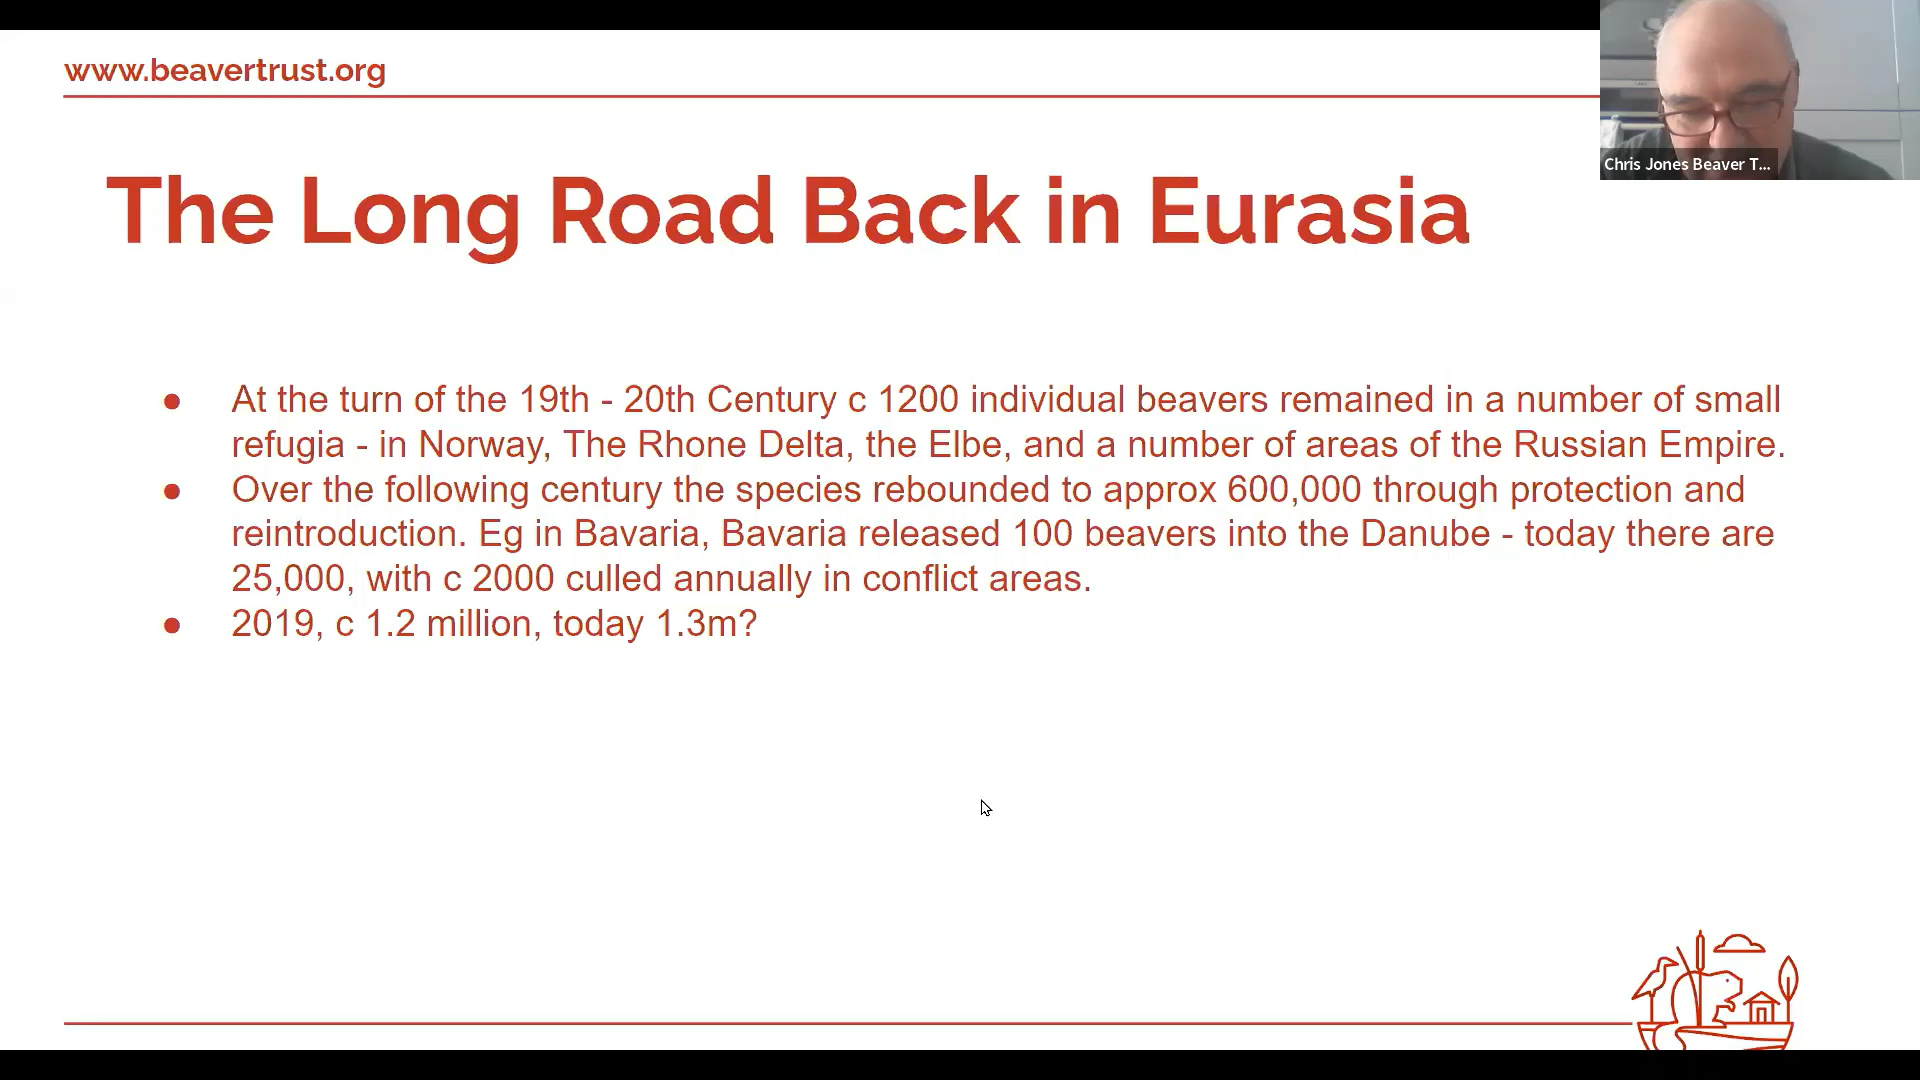 www.beavertrust.org
Chris Jones Beaver T...
The Long Road Back in Eurasia
● At the turn of the 19th - 20th Century c 1200 individual beavers remained in a number of small
refugia - in Norway, The Rhone Delta, the Elbe, and a number of areas of the Russian Empire.
● Over the following century the species rebounded to approx 600,000 through protection and
reintroduction. Eg in Bavaria, Bavaria released 100 beavers into the Danube - today there are
25,000, with c 2000 culled annually in conflict areas.
● 2019, c 1.2 million, today 1.3m?